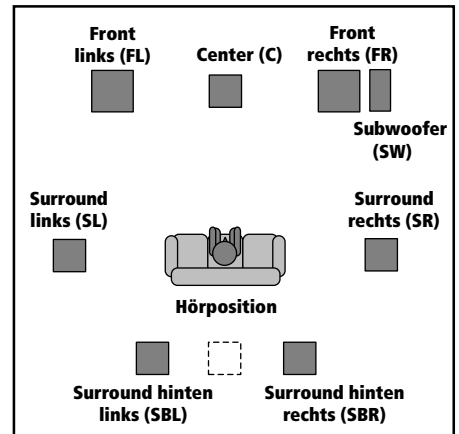 Front
links (FL)
Center (C)
Front
rechts (FR)
Subwoofer
(SW)
Surround
links (SL)
Surround
rechts (SR)
Hörposition
Surround hinten
links (SBL)
Surround hinten
rechts (SBR)